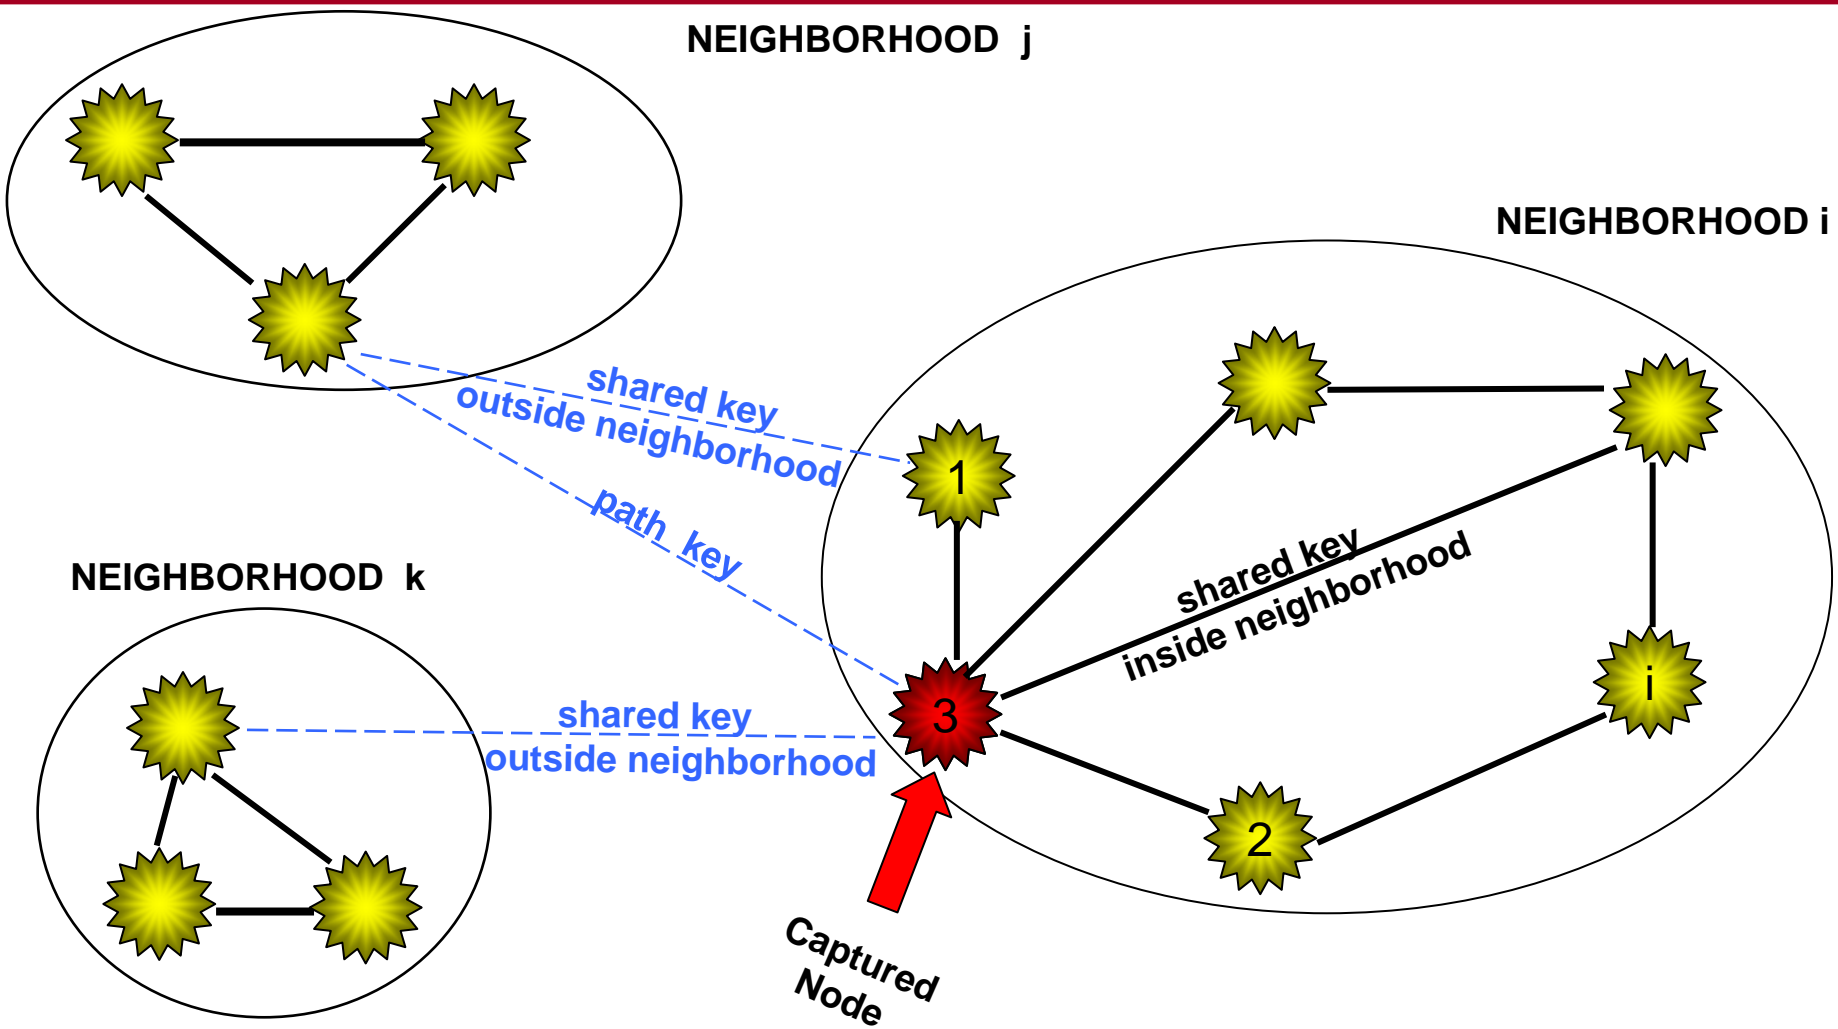 NEIGHBORHOOD j
NEIGHBORHOOD i
shared key
outside neighborhood
1
path key
shared key
inside neighborhood
NEIGHBORHOOD k
i
shared key
outside neighborhood
3
2
Captured
Node